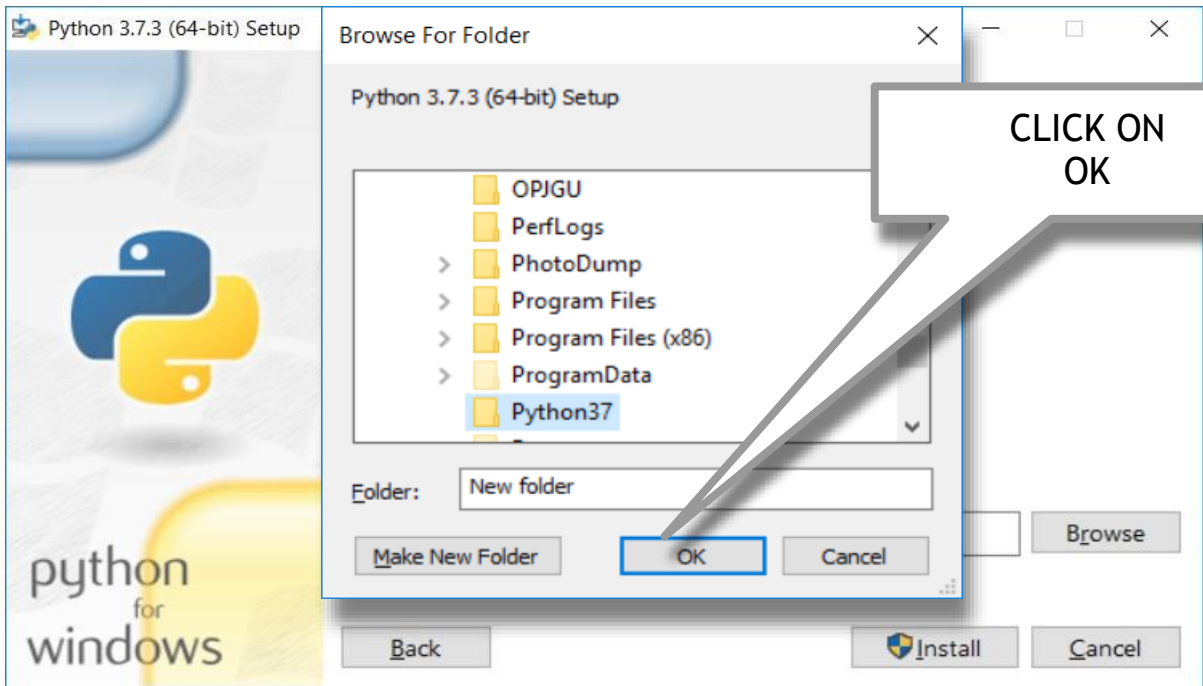 Python 3.7.3 (64-bit) Setup
Browse For Folder
Python 3.7.3 (64-bit) Setup
CLICK ON
OK
OPJGU
PerfLogs
PhotoDump
Program Files
Program Files (x86)
ProgramData
Python37
Folder:
New folder
Make New Folder
OK
Cancel
Browse
python
for
windows
Back
Install
Cancel